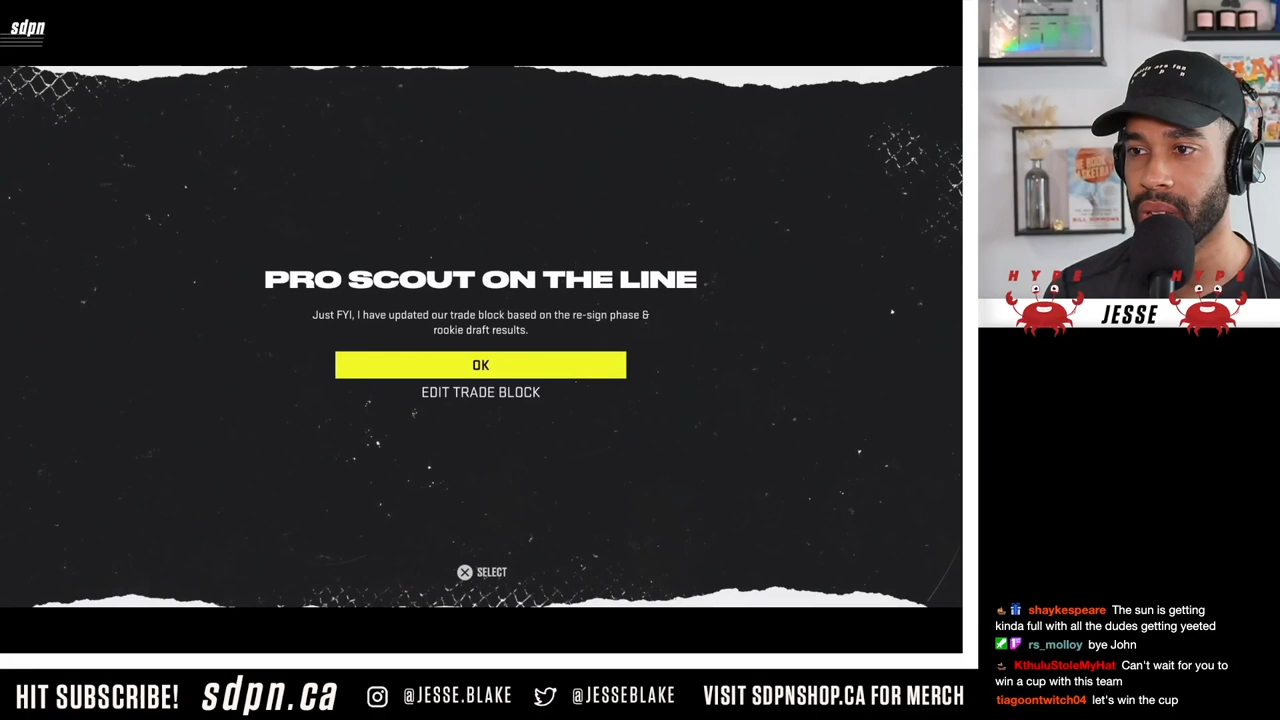 sdpn
PRO SCOUT ON THE LINE
Just FYI, I have updated our trade block based on the re-sign phase &
rookie draft results.
OK
EDIT TRADE BLOCK
SELECT
HYPE
HYPE
JESSE
shaykespeare The sun is getting
kinda full with all the dudes getting yeeted
rs_molloy bye John
KthuluStoleMyHat Can't wait for you to
win a cup with this team
tiagoontwitch04 let's win the cup
HIT SUBSCRIBE! sdpn.ca @JESSE.BLAKE @JESSEBLAKE VISIT SDPNSHOP.CA FOR MERCH